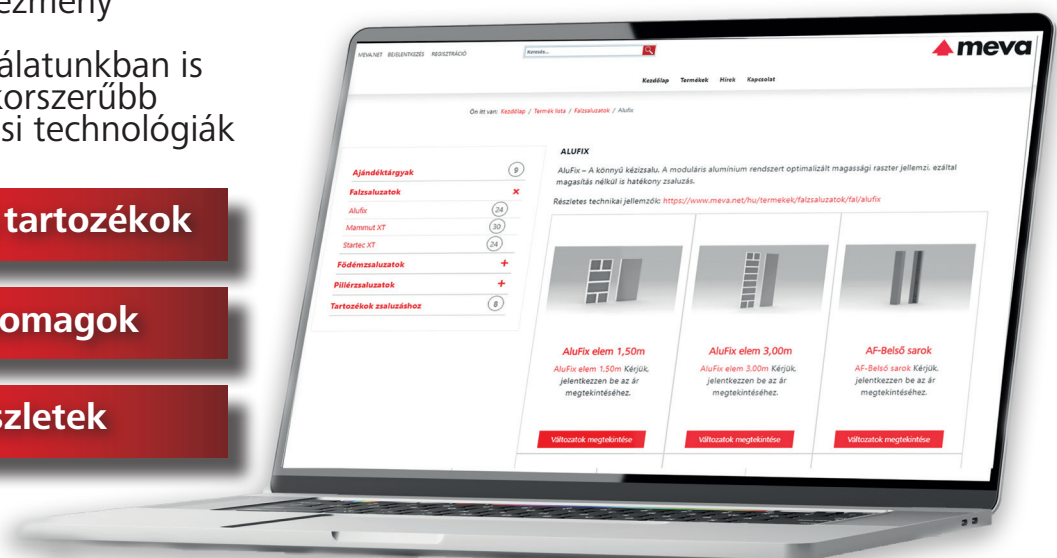 ezmény
álatunkban is
korszerűbb
si technológiák
tartozékok
omagok
szletek
MEVA.NET BEJELENTKEZÉS REGISZTRÁCIÓ
Keresés...
meva
Kezdőlap Termékek Hírek Kapcsolat
Ön itt van: Kezdőlap / Termék lista / Falzsaluzatok / Alufix
Ajándéktárgyak 9
Falzsaluzatok ×
Alufix 24
Mammut XT 30
Startec XT 24
Födémzsaluzatok +
Pillérzsaluzatok +
Tartozékok zsaluzáshoz 8
ALUFIX
AluFix – A könnyű kézizsalu. A moduláris alumínium rendszert optimalizált magassági raszter jellemzi, ezáltal
magasítás nélkül is hatékony zsaluzás.
Részletes technikai jellemzők: https://www.meva.net/hu/termekek/falzsaluzatok/fal/alufix
AluFix elem 1,50m
AluFix elem 1,50m Kérjük,
jelentkezzen be az ár
megtekintéséhez.
Változatok megtekintése
AluFix elem 3,00m
AluFix elem 3,00m Kérjük,
jelentkezzen be az ár
megtekintéséhez.
Változatok megtekintése
AF-Belső sarok
AF-Belső sarok Kérjük,
jelentkezzen be az ár
megtekintéséhez.
Változatok megtekintése